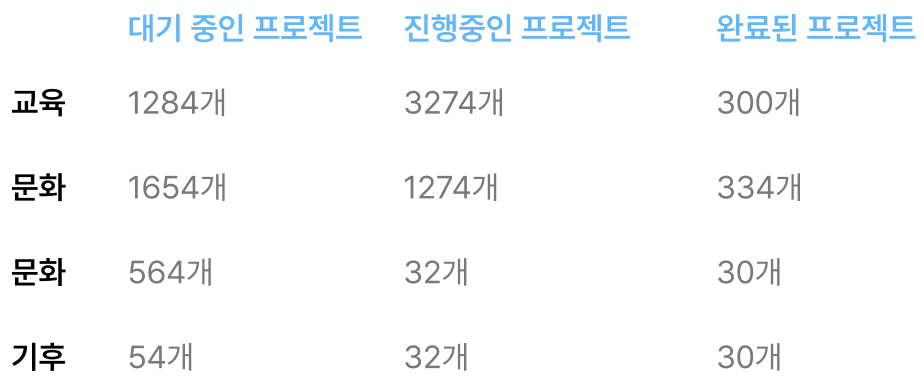 대기 중인 프로젝트 진행중인 프로젝트 완료된 프로젝트
교육 1284개 3274개 300개
문화 1654개 1274개 334개
문화 564개 32개 30개
기후 54개 32개 30개